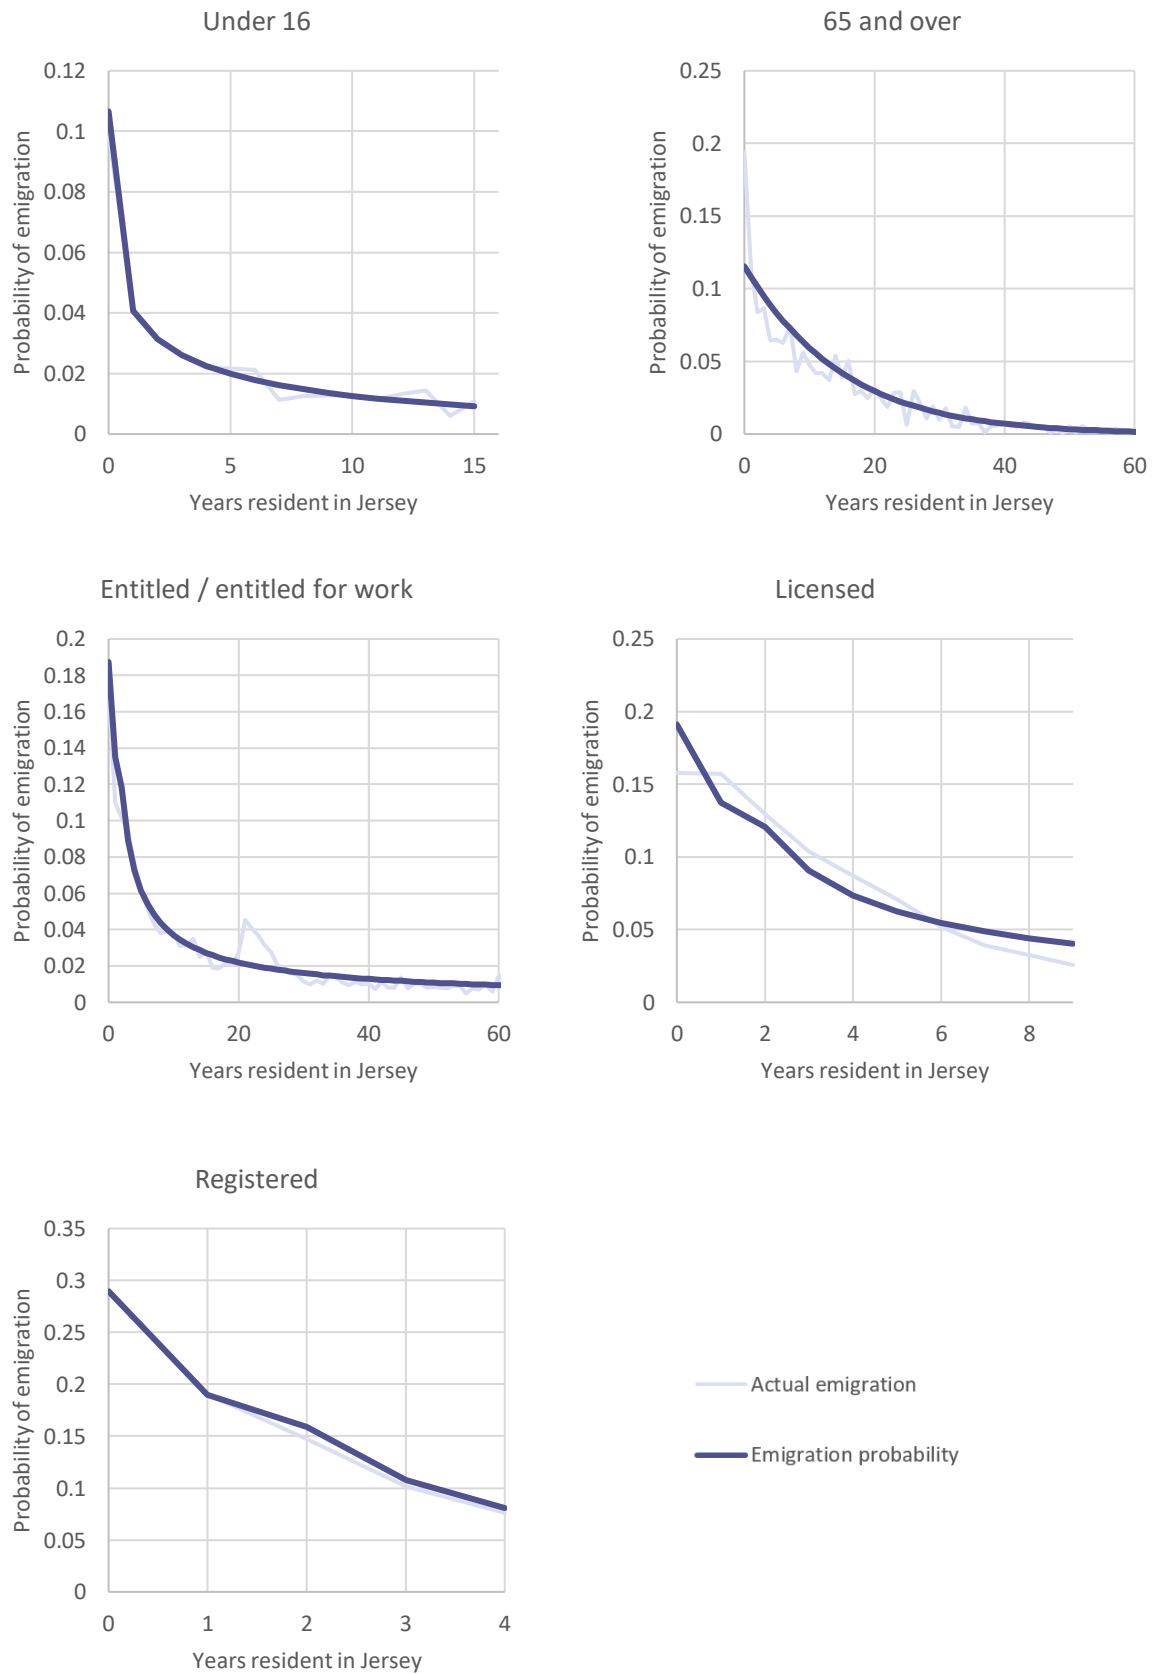 Under 16
Probability of emigration
0.12
0.1
0.08
0.06
0.04
0.02
0
0 5 10 15
Years resident in Jersey
65 and over
Probability of emigration
0.25
0.2
0.15
0.1
0.05
0
0 20 40 60
Years resident in Jersey
Entitled / entitled for work
Probability of emigration
0.2
0.18
0.16
0.14
0.12
0.1
0.08
0.06
0.04
0.02
0
0 20 40 60
Years resident in Jersey
Licensed
Probability of emigration
0.25
0.2
0.15
0.1
0.05
0
0 2 4 6 8
Years resident in Jersey
Registered
Probability of emigration
0.35
0.3
0.25
0.2
0.15
0.1
0.05
0
0 1 2 3 4
Years resident in Jersey
Actual emigration
Emigration probability